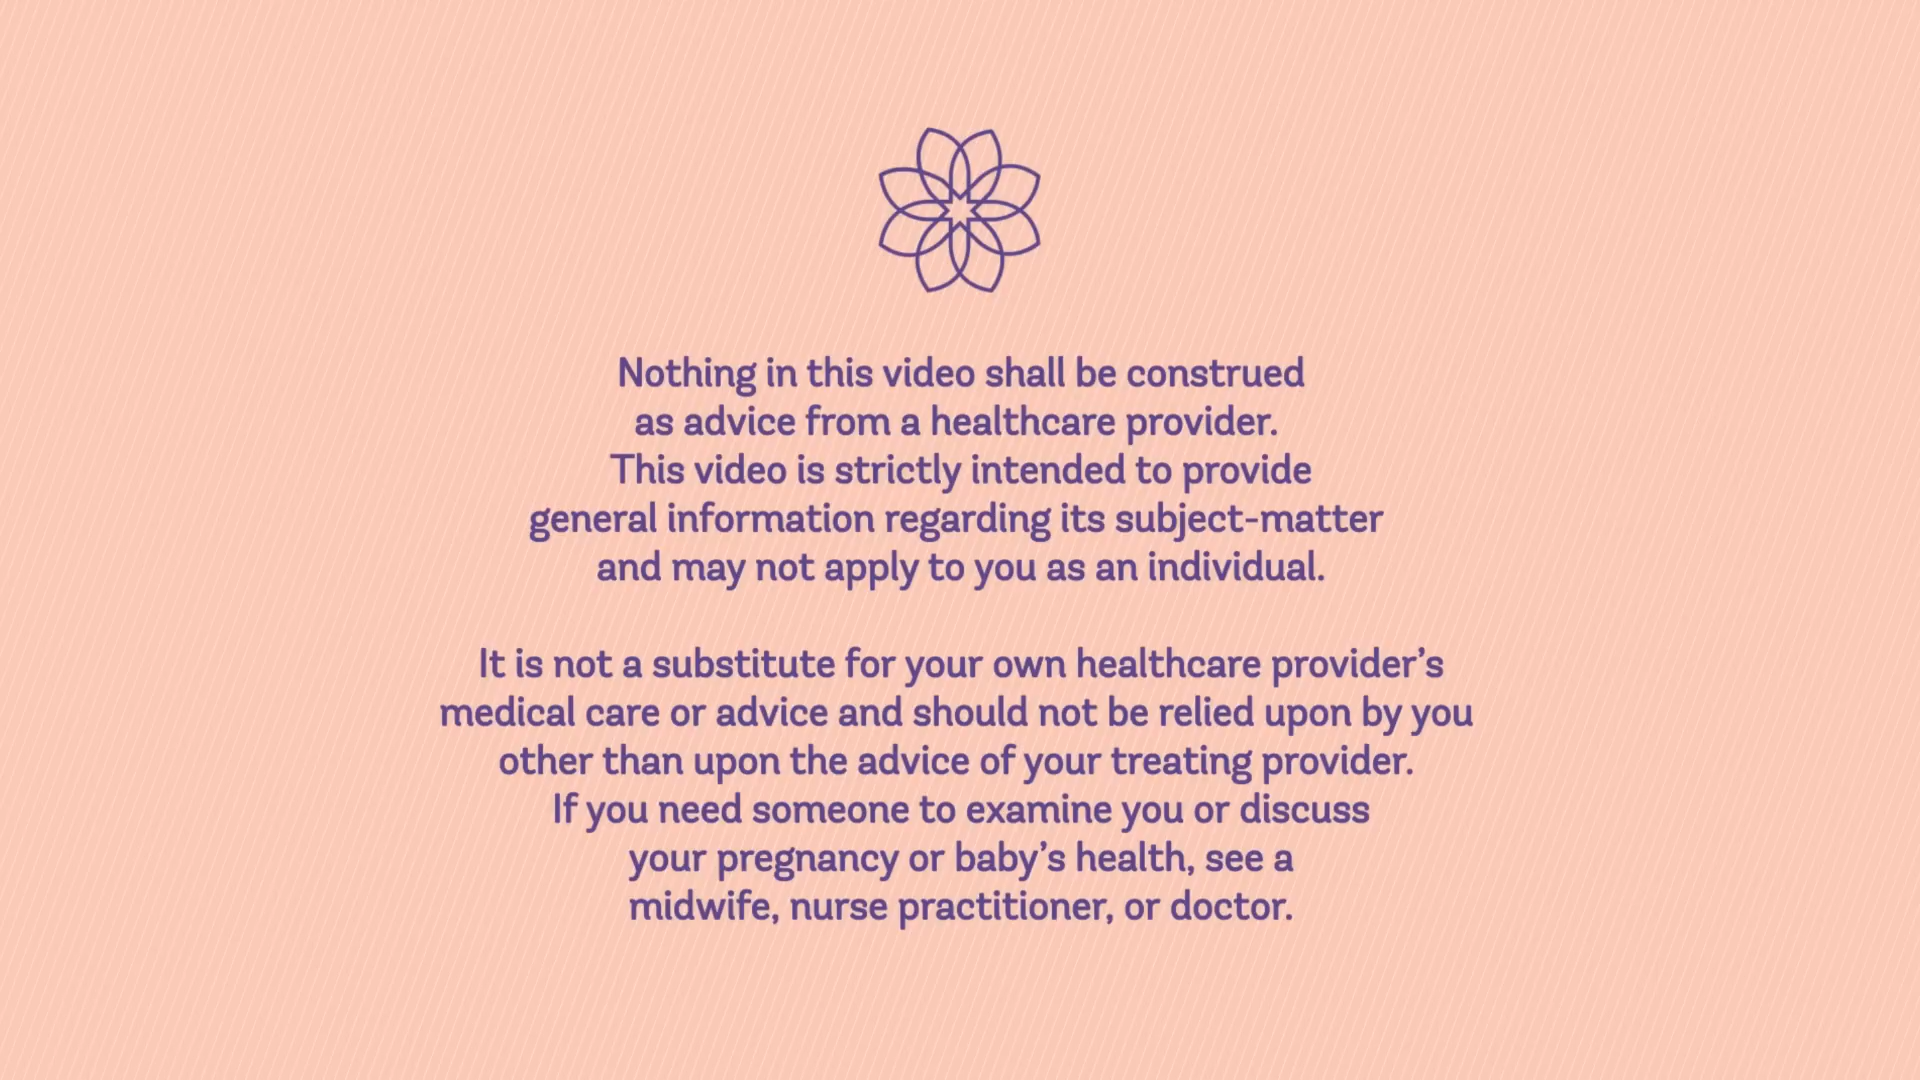 Nothing in this video shall be construed
as advice from a healthcare provider.
This video is strictly intended to provide
general information regarding its subject-matter
and may not apply to you as an individual.
It is not a substitute for your own healthcare provider’s
medical care or advice and should not be relied upon by you
other than upon the advice of your treating provider.
If you need someone to examine you or discuss
your pregnancy or baby’s health, see a
midwife, nurse practitioner, or doctor.